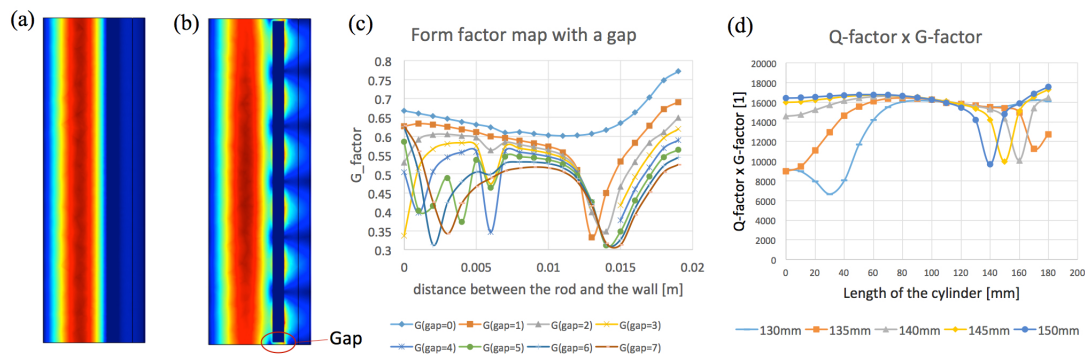 (a)
(b)
Gap
(c)
Form factor map with a gap
G_factor
0.8
0.75
0.7
0.65
0.6
0.55
0.5
0.45
0.4
0.35
0.3
0
0.005
0.01
0.015
0.02
distance between the rod and the wall [m]
G(gap=0) G(gap=1) G(gap=2) G(gap=3)
G(gap=4) G(gap=5) G(gap=6) G(gap=7)
(d)
Q-factor x G-factor
Q-factor x G-factor [1]
20000
18000
16000
14000
12000
10000
8000
6000
4000
2000
0
0 20 40 60 80 100 120 140 160 180 200
Length of the cylinder [mm]
130mm 135mm 140mm 145mm 150mm